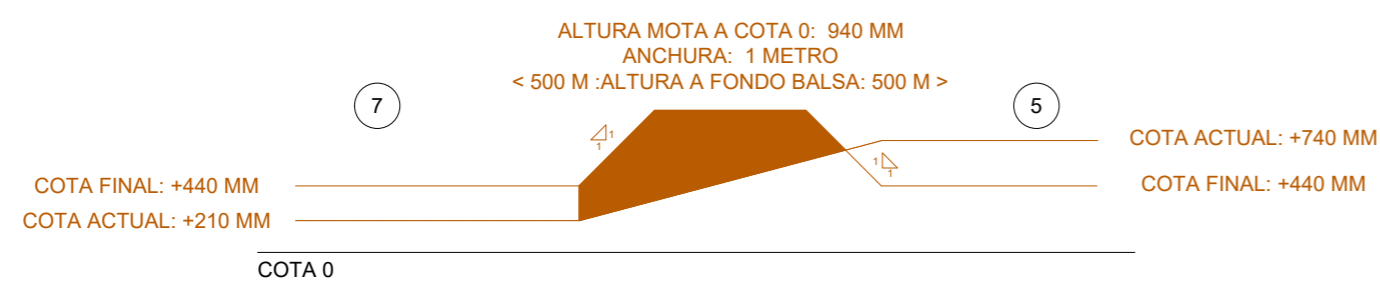 ALTURA MOTA A COTA 0: 940 MM
ANCHURA: 1 METRO
< 500 M :ALTURA A FONDO BALSA: 500 M >
7
5
1
1
1
1
COTA ACTUAL: +740 MM
COTA FINAL: +440 MM
COTA FINAL: +440 MM
COTA ACTUAL: +210 MM
COTA 0